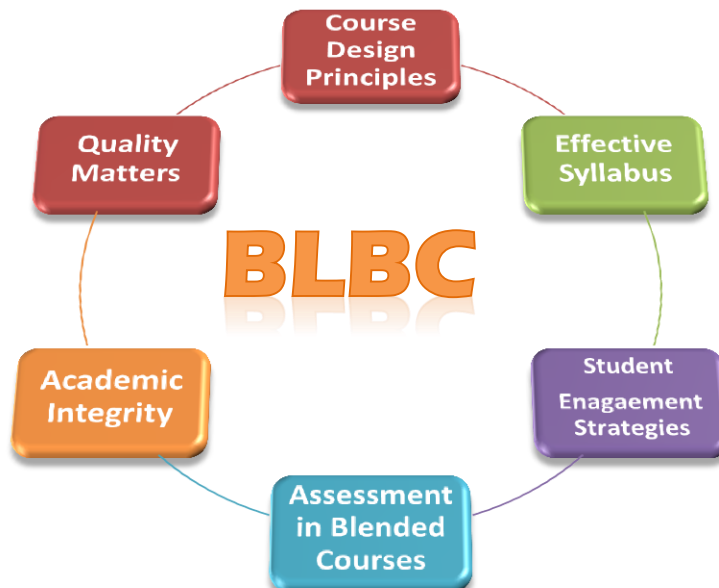 Course
Design
Principles
Effective
Syllabus
Student
Enagaement
Strategies
Assessment
in Blended
Courses
Academic
Integrity
Quality
Matters
BLBC